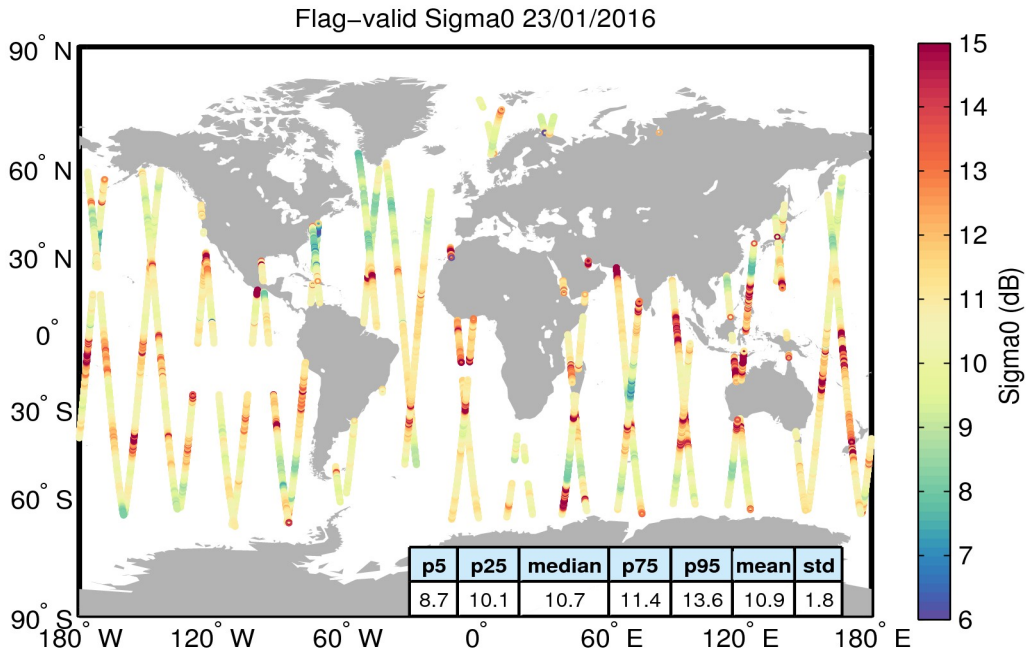 Flag−valid Sigma0 23/01/2016
90° N
60° N
30° N
0°
30° S
60° S
90° S
180° W
120° W
60° W
0°
60° E
120° E
180° E
15
14
13
12
11
10
9
8
7
6
Sigma0 (dB)
p5 p25 median p75 p95 mean std
8.7 10.1 10.7 11.4 13.6 10.9 1.8